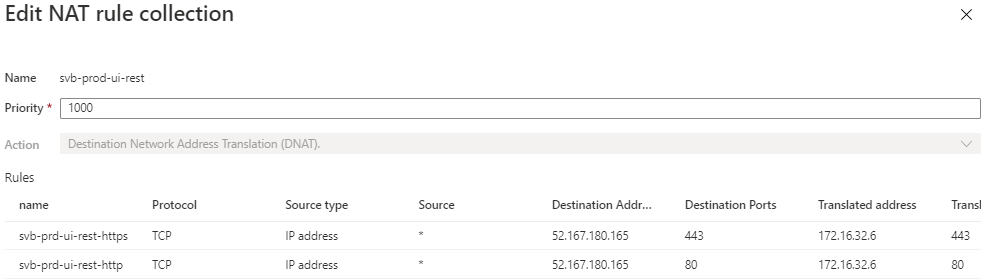 Edit NAT rule collection
Name svb-prod-ui-rest
Priority * 1000
Action Destination Network Address Translation (DNAT).
Rules
name Protocol Source type Source Destination Addr... Destination Ports Translated address Transl
svb-prd-ui-rest-https TCP IP address * 52.167.180.165 443 172.16.32.6 443
svb-prd-ui-rest-http TCP IP address * 52.167.180.165 80 172.16.32.6 80